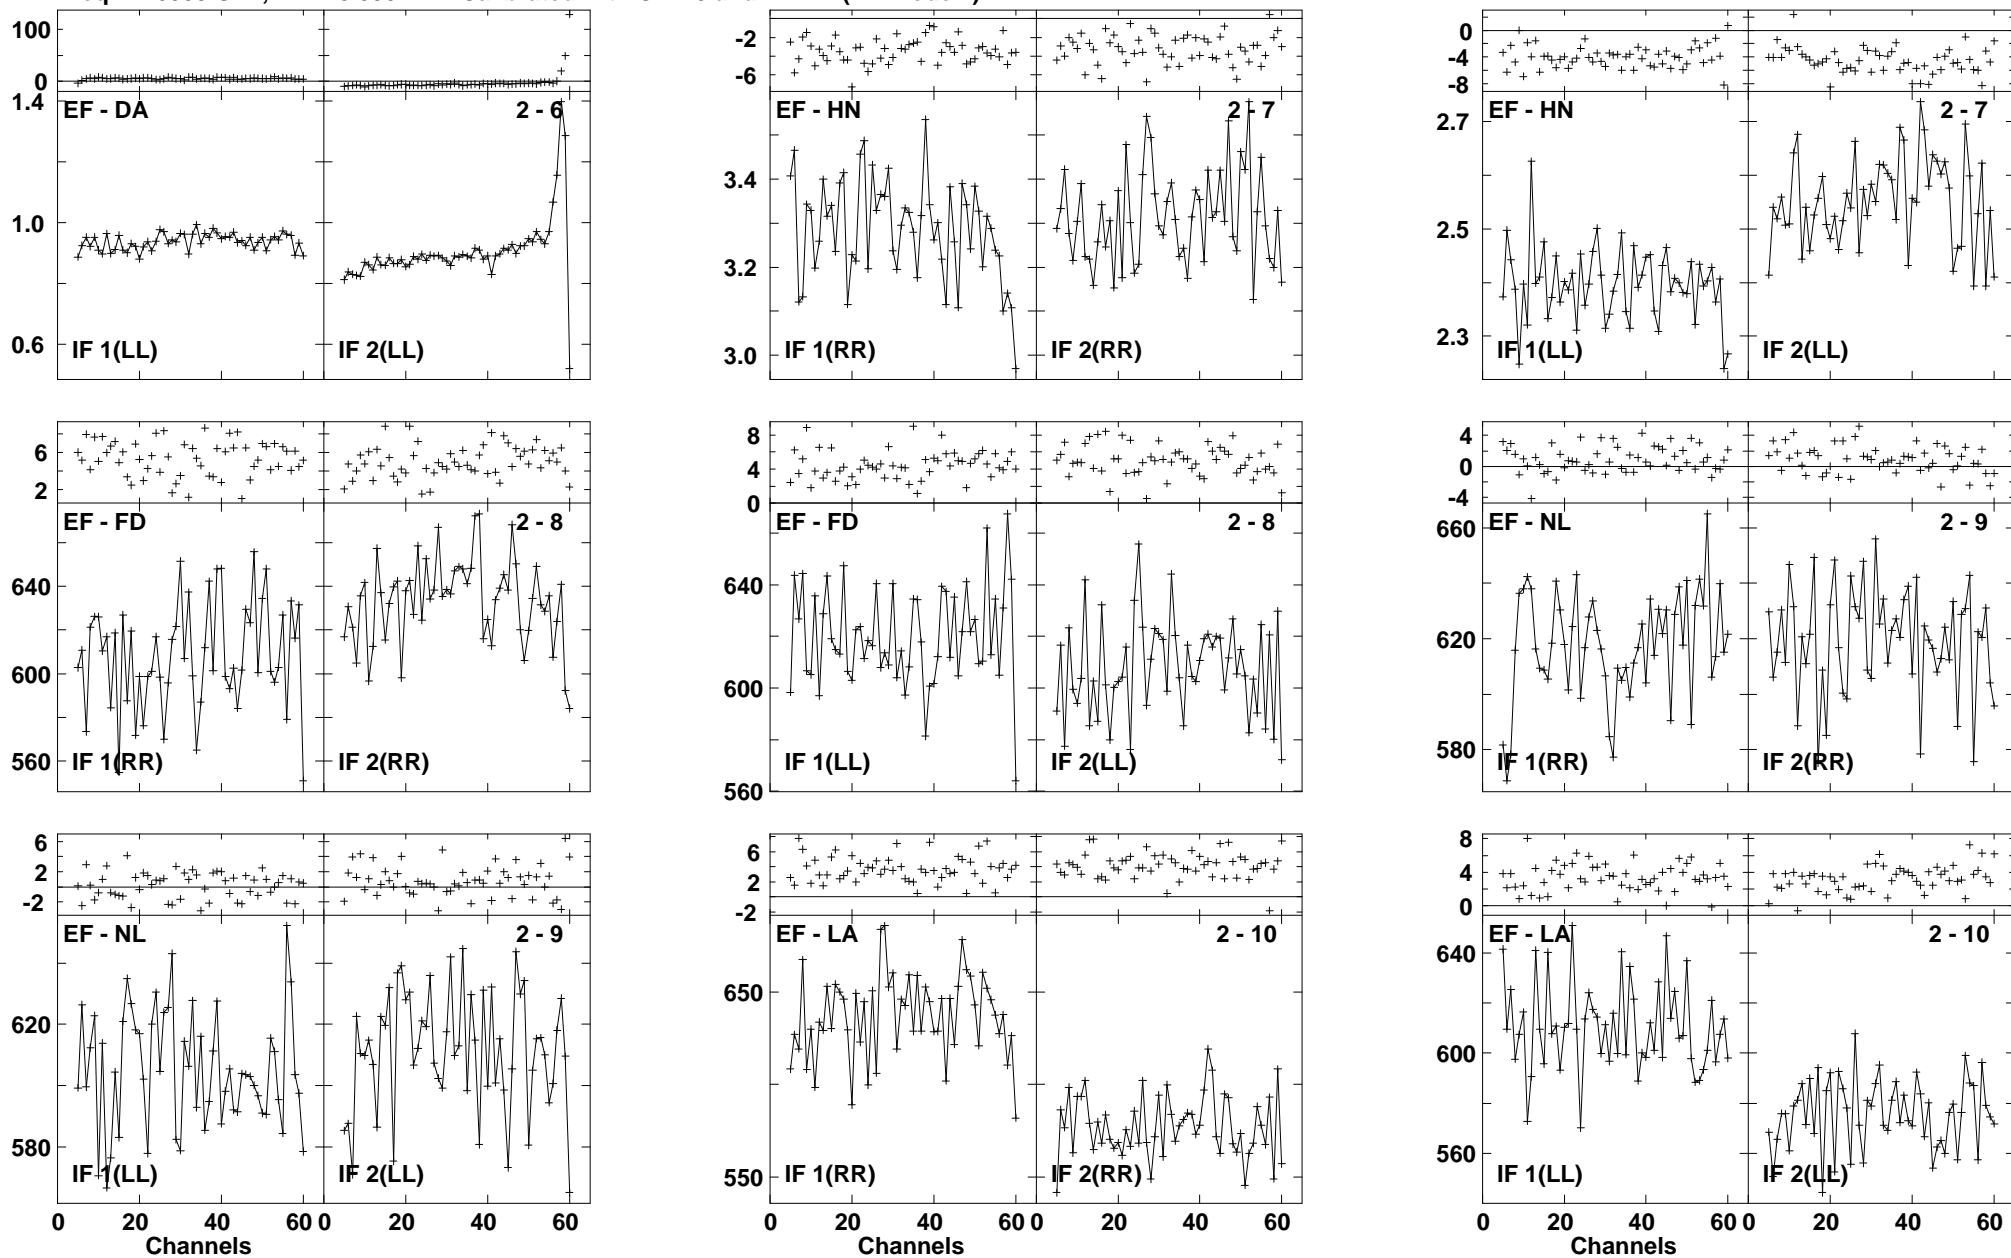 100
0
-2
-6
0
-4
-8
EF - DA
2 - 6
1.4
1.0
0.6
IF 1(LL)
IF 2(LL)
EF - HN
2 - 7
3.4
3.2
3.0
IF 1(RR)
IF 2(RR)
EF - HN
2 - 7
2.7
2.5
2.3
IF 1(LL)
IF 2(LL)
6
4
2
8
4
0
4
0
-4
EF - FD
2 - 8
640
600
560
IF 1(RR)
IF 2(RR)
EF - FD
2 - 8
640
600
560
IF 1(LL)
IF 2(LL)
EF - NL
2 - 9
660
620
580
IF 1(RR)
IF 2(RR)
6
2
-2
6
2
-2
8
4
0
EF - NL
2 - 9
620
580
IF 1(LL)
IF 2(LL)
EF - LA
2 - 10
650
550
IF 1(RR)
IF 2(RR)
EF - LA
2 - 10
640
600
560
IF 1(LL)
IF 2(LL)
0 20 40 60 0 20 40 60
0 20 40 60 0 20 40 60
0 20 40 60 0 20 40 60
Channels
Channels
Channels